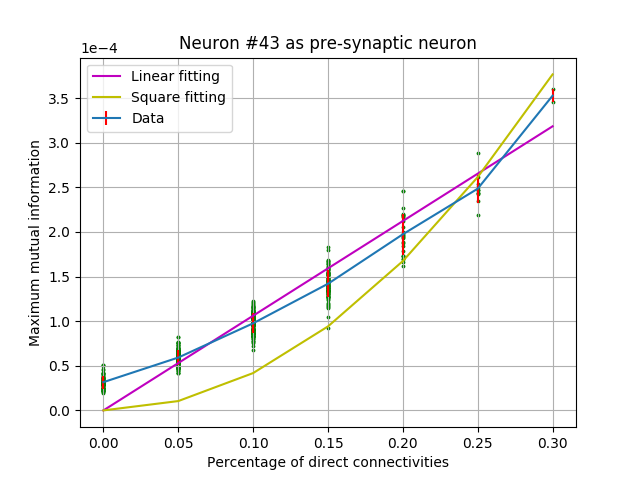 Neuron #43 as pre-synaptic neuron
1e−4
Linear fitting
Square fitting
Data
3.5
3.0
2.5
2.0
1.5
1.0
0.5
0.0
Maximum mutual information
0.00 0.05 0.10 0.15 0.20 0.25 0.30
Percentage of direct connectivities